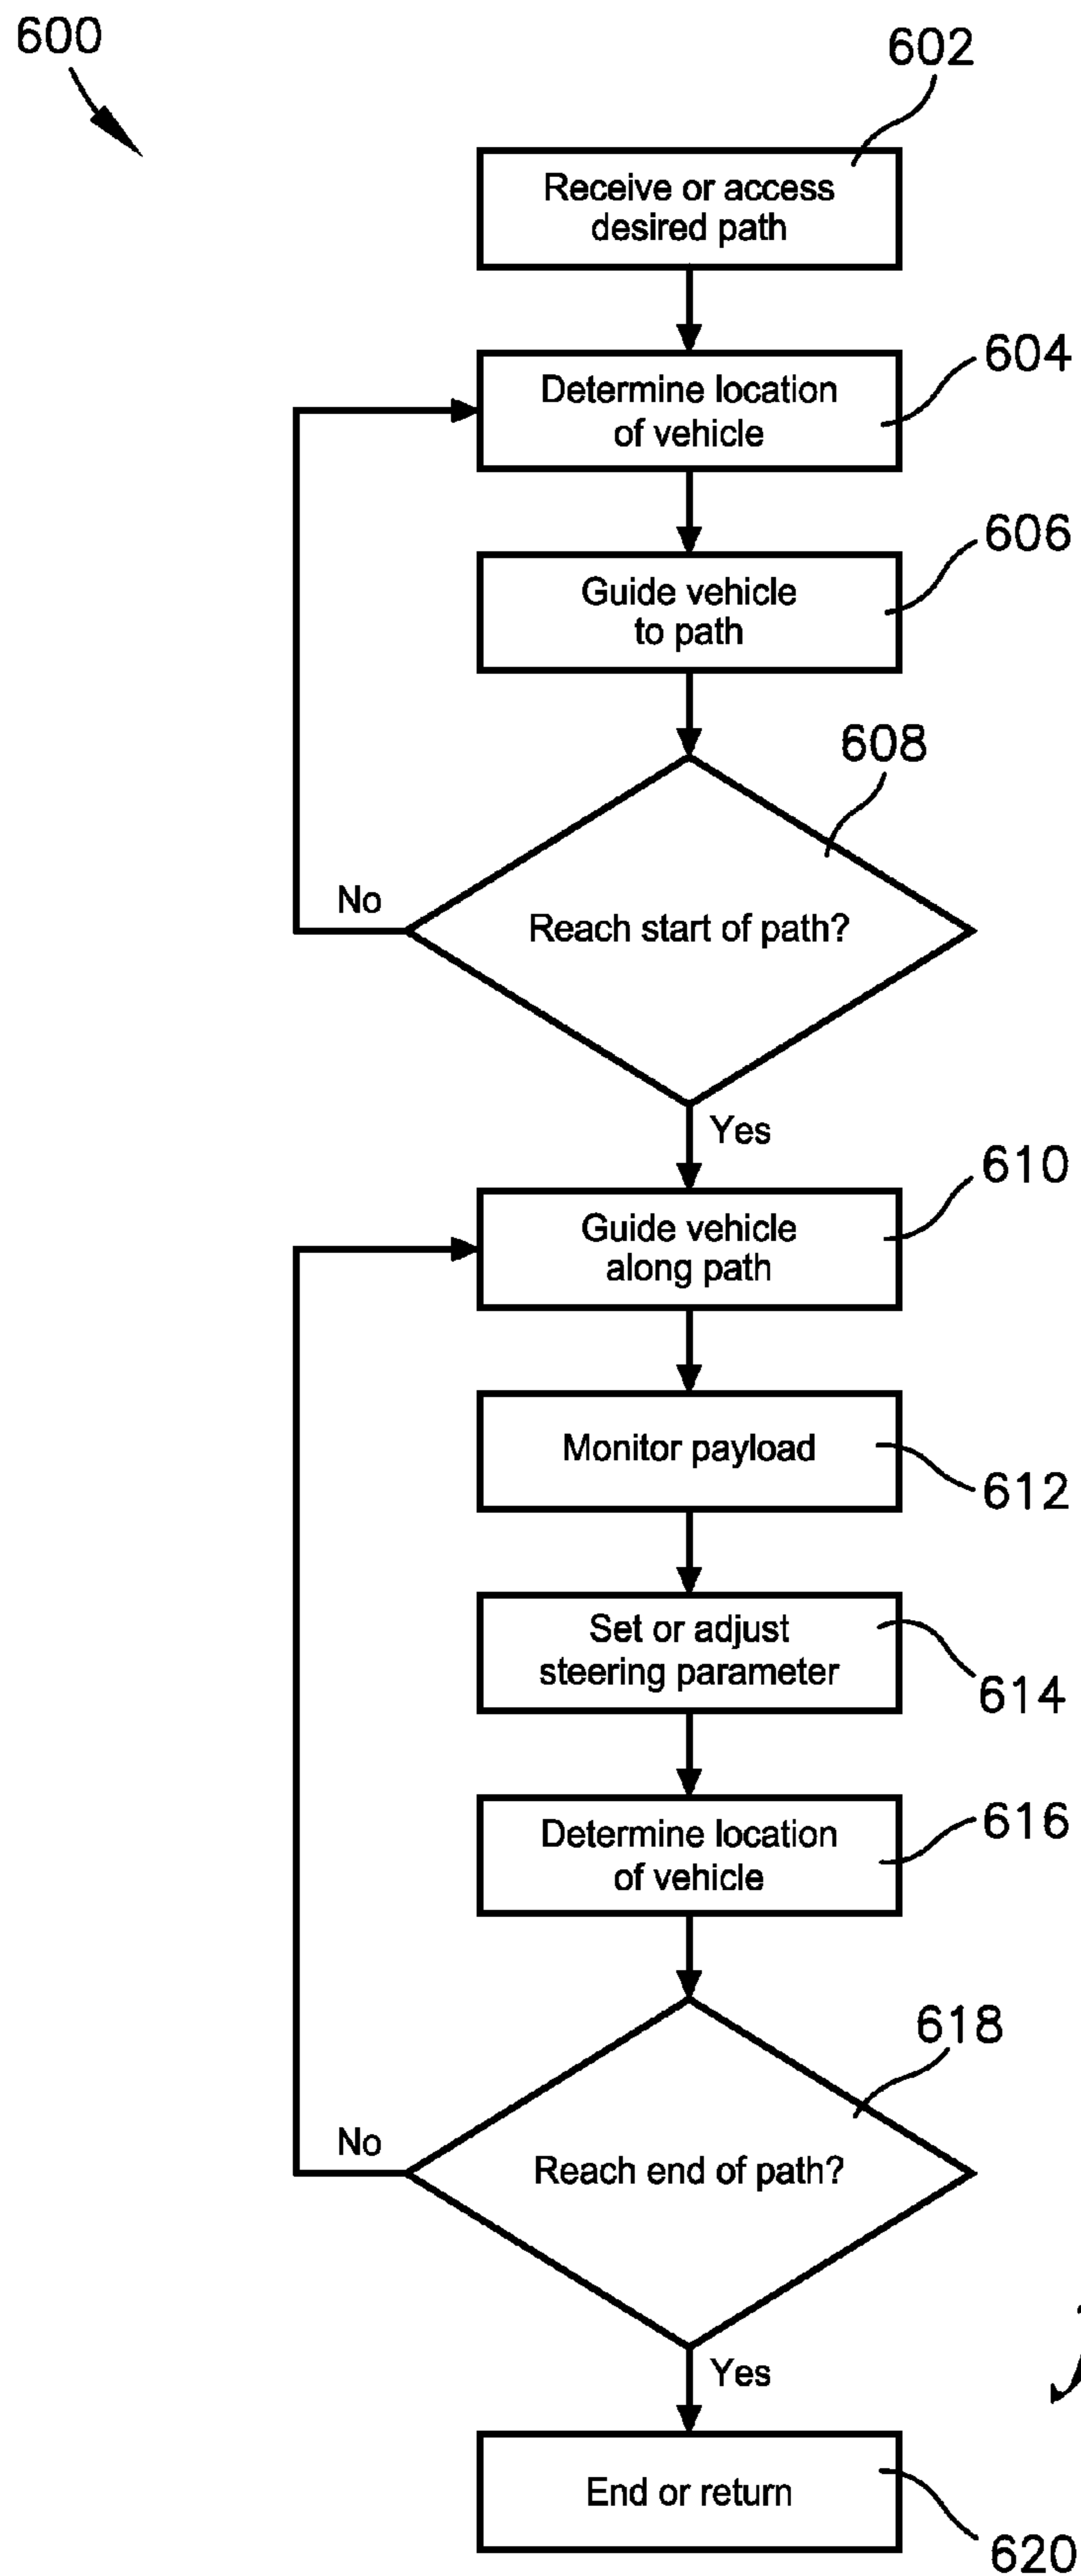 600
602
Receive or access
desired path
604
Determine location
of vehicle
606
Guide vehicle
to path
608
Reach start of path?
No
Yes
610
Guide vehicle
along path
Monitor payload
612
Set or adjust
steering parameter
614
Determine location
of vehicle
616
618
Reach end of path?
No
Yes
End or return
620